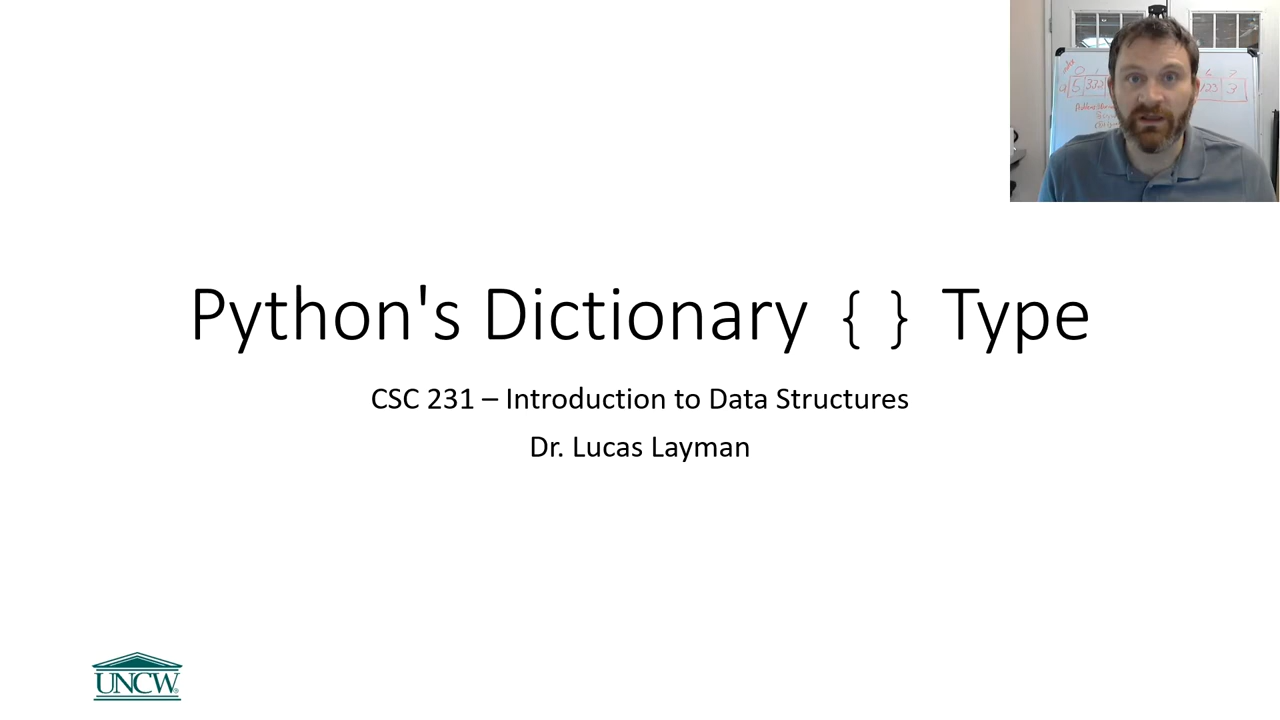 Python's Dictionary { } Type
CSC 231 – Introduction to Data Structures
Dr. Lucas Layman
UNCW